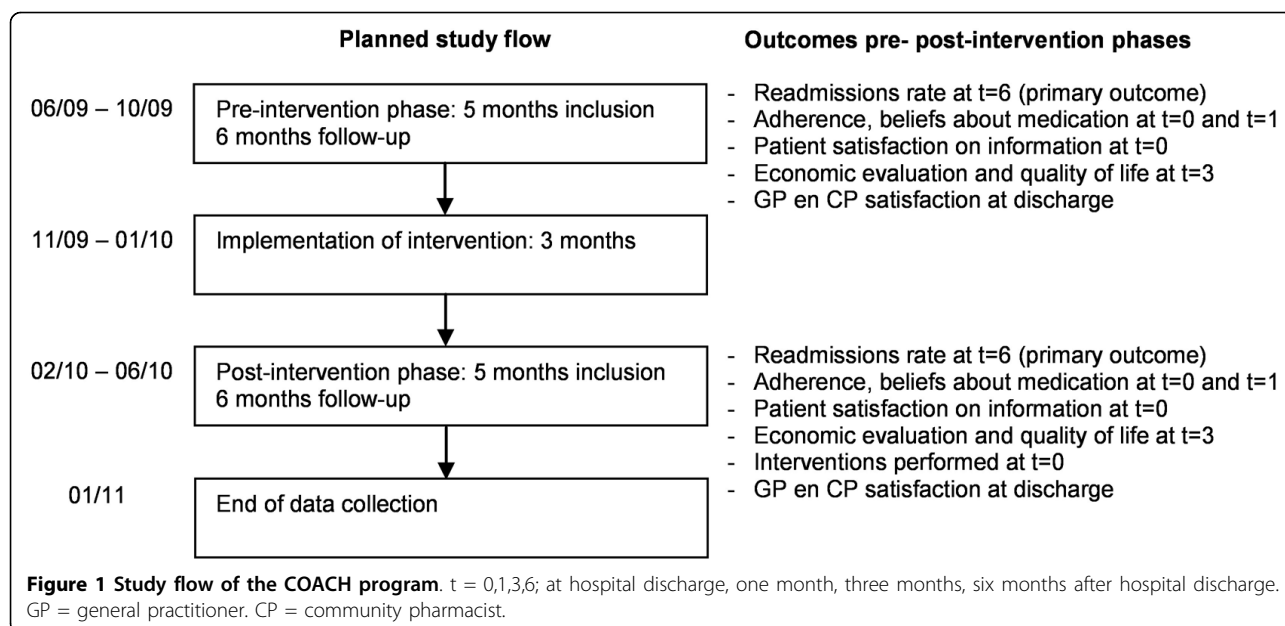 Planned study flow
Outcomes pre- post-intervention phases
06/09 – 10/09
Pre-intervention phase: 5 months inclusion
6 months follow-up
- Readmissions rate at t=6 (primary outcome)
- Adherence, beliefs about medication at t=0 and t=1
- Patient satisfaction on information at t=0
- Economic evaluation and quality of life at t=3
- GP en CP satisfaction at discharge
11/09 – 01/10
Implementation of intervention: 3 months
02/10 – 06/10
Post-intervention phase: 5 months inclusion
6 months follow-up
- Readmissions rate at t=6 (primary outcome)
- Adherence, beliefs about medication at t=0 and t=1
- Patient satisfaction on information at t=0
- Economic evaluation and quality of life at t=3
- Interventions performed at t=0
- GP en CP satisfaction at discharge
01/11
End of data collection
Figure 1 Study flow of the COACH program. t = 0,1,3,6; at hospital discharge, one month, three months, six months after hospital discharge.
GP = general practitioner. CP = community pharmacist.